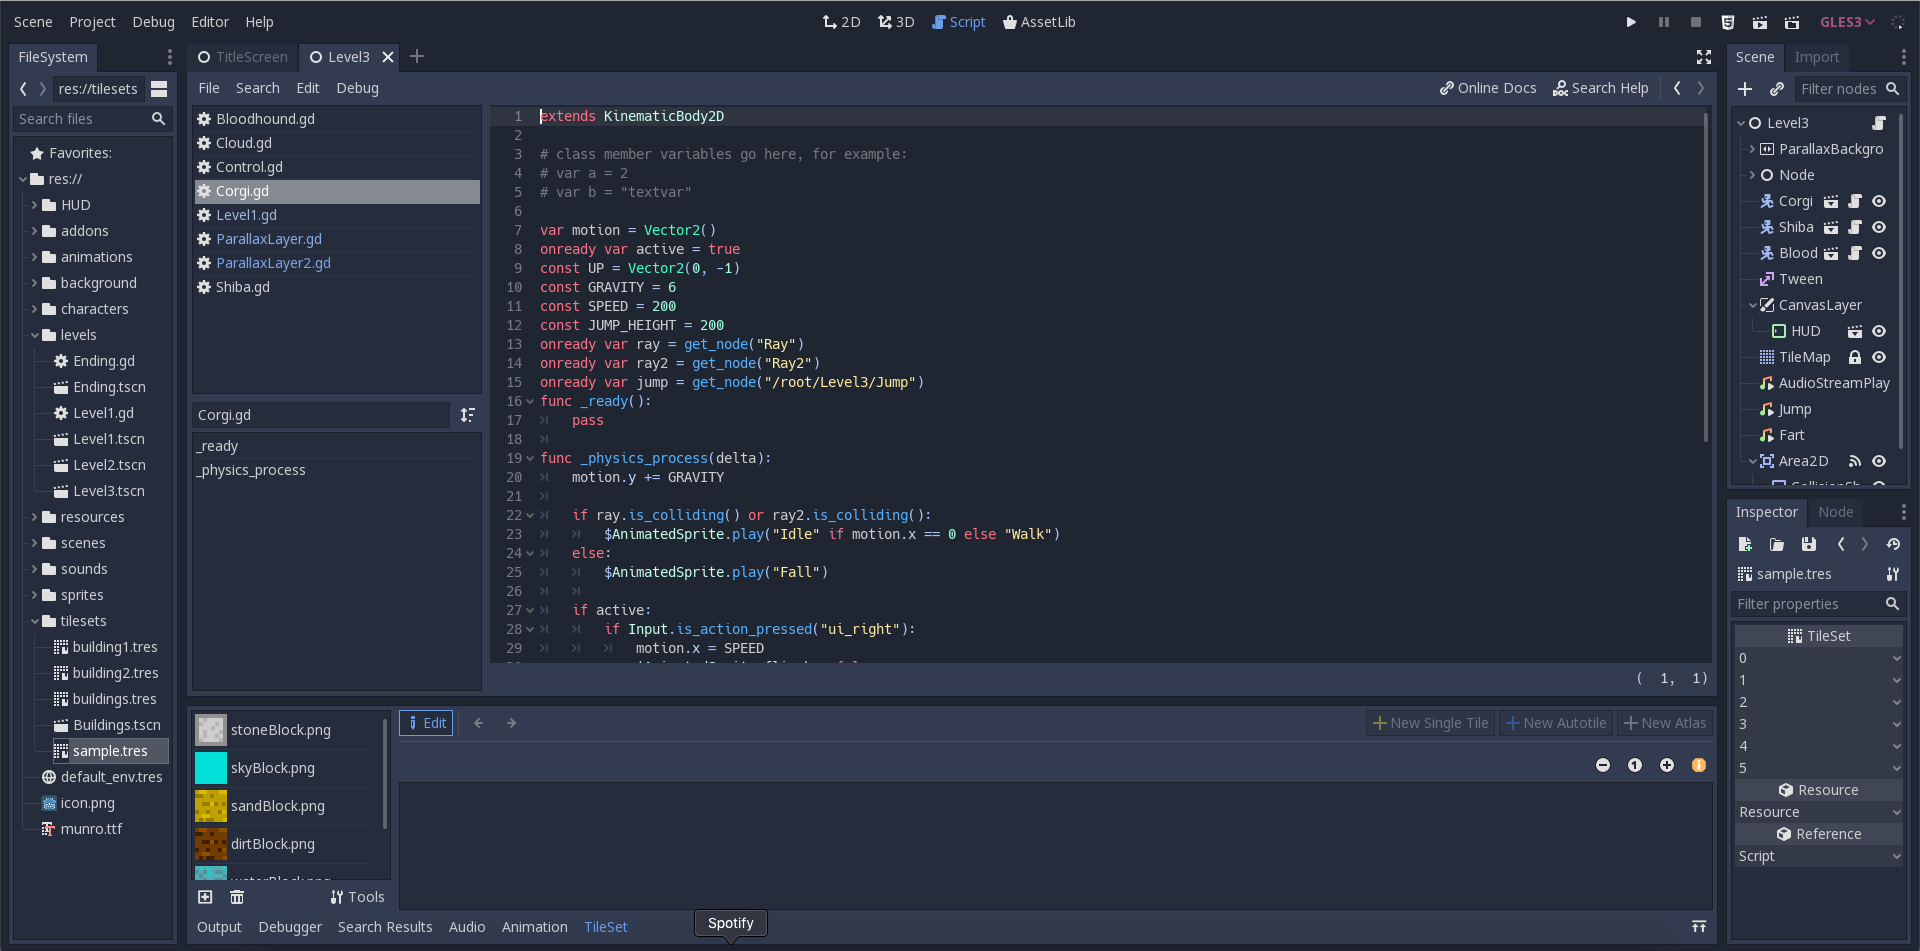 Scene Project Debug Editor Help
2D 3D Script AssetLib
GLES3
FileSystem
res://tilesets
Search files
Favorites:
res://
HUD
addons
animations
background
characters
levels
Ending.gd
Ending.tscn
Level1.gd
Level1.tscn
Level2.tscn
Level3.tscn
resources
scenes
sounds
sprites
tilesets
building1.tres
building2.tres
buildings.tres
Buildings.tscn
sample.tres
default_env.tres
icon.png
munro.ttf
TitleScreen Level3
File Search Edit Debug
Online Docs Search Help
Bloodhound.gd
Cloud.gd
Control.gd
Corgi.gd
Level1.gd
ParallaxLayer.gd
ParallaxLayer2.gd
Shiba.gd
Corgi.gd
_ready
_physics_process
1 extends KinematicBody2D
2
3 # class member variables go here, for example:
4 # var a = 2
5 # var b = "textvar"
6
7 var motion = Vector2()
8 onready var active = true
9 const UP = Vector2(0, -1)
10 const GRAVITY = 6
11 const SPEED = 200
12 const JUMP_HEIGHT = 200
13 onready var ray = get_node("Ray")
14 onready var ray2 = get_node("Ray2")
15 onready var jump = get_node("/root/Level3/Jump")
16 func _ready():
17 pass
18
19 func _physics_process(delta):
20 motion.y += GRAVITY
21
22 if ray.is_colliding() or ray2.is_colliding():
23 $AnimatedSprite.play("Idle" if motion.x == 0 else "Walk")
24 else:
25 $AnimatedSprite.play("Fall")
26
27 if active:
28 if Input.is_action_pressed("ui_right"):
29 motion.x = SPEED
( 1, 1)
stoneBlock.png
skyBlock.png
sandBlock.png
dirtBlock.png
Tools
Edit
New Single Tile New Autotile New Atlas
1
Output Debugger Search Results Audio Animation TileSet
Spotify
Scene Import
Filter nodes
Level3
ParallaxBackgro
Node
Corgi
Shiba
Blood
Tween
CanvasLayer
HUD
TileMap
AudioStreamPlay
Jump
Fart
Area2D
Inspector Node
sample.tres
Filter properties
TileSet
0
1
2
3
4
5
Resource
Resource
Reference
Script